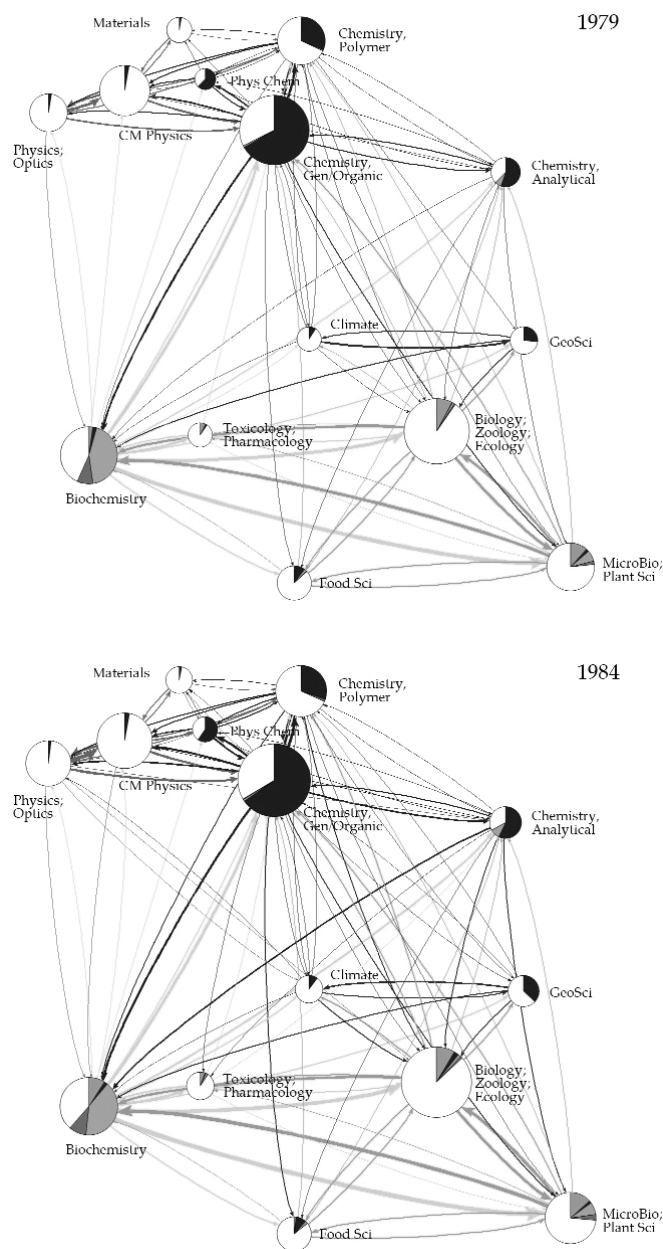 1979
Materials
Chemistry,
Polymer
Phys Chem
CM Physics
Physics;
Optics
Chemistry,
Gen/Organic
Chemistry,
Analytical
Climate
GeoSci
Toxicology;
Pharmacology
Biology;
Zoology;
Ecology
Biochemistry
Food Sci
MicroBio;
Plant Sci
1984
Materials
Chemistry,
Polymer
Phys Chem
CM Physics
Physics;
Optics
Chemistry,
Gen/Organic
Chemistry,
Analytical
Climate
GeoSci
Toxicology;
Pharmacology
Biology;
Zoology;
Ecology
Biochemistry
Food Sci
MicroBio;
Plant Sci